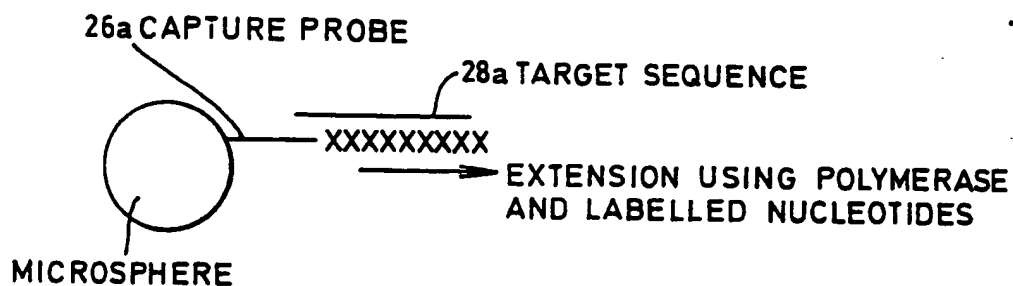 26a CAPTURE PROBE
28a TARGET SEQUENCE
XXXXXXXXX
EXTENSION USING POLYMERASE
AND LABELLED NUCLEOTIDES
MICROSPHERE